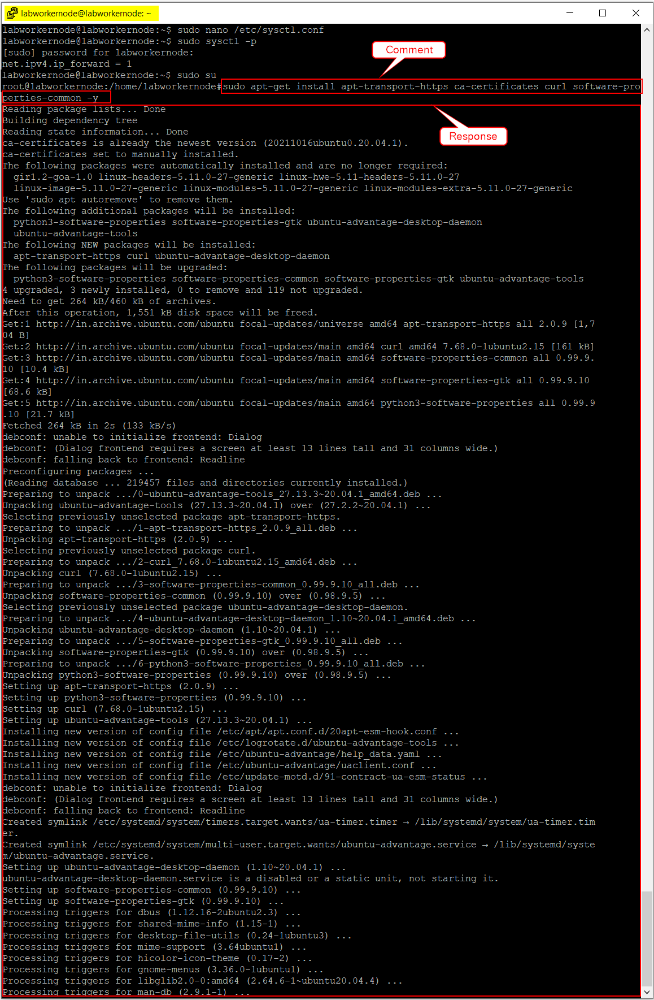 labworkernode@labworkernode: ~
labworkernode@labworkernode:~$ sudo nano /etc/sysctl.conf
labworkernode@labworkernode:~$ sudo sysctl -p
[sudo] password for labworkernode:
net.ipv4.ip_forward = 1
Comment
labworkernode@labworkernode:~$ sudo su
root@labworkernode:/home/labworkernode#sudo apt-get install apt-transport-https ca-certificates curl software-pro
perties-common -y
Reading package lists... Done
Building dependency tree
Reading state information... Done
Response
ca-certificates is already the newest version (20211016ubuntu0.20.04.1).
ca-certificates set to manually installed.
The following packages were automatically installed and are no longer required:
  gir1.2-goa-1.0 linux-headers-5.11.0-27-generic linux-hwe-5.11-headers-5.11.0-27
  linux-image-5.11.0-27-generic linux-modules-5.11.0-27-generic linux-modules-extra-5.11.0-27-generic
Use 'sudo apt autoremove' to remove them.
The following additional packages will be installed:
  python3-software-properties software-properties-gtk ubuntu-advantage-desktop-daemon
  ubuntu-advantage-tools
The following NEW packages will be installed:
  apt-transport-https curl ubuntu-advantage-desktop-daemon
The following packages will be upgraded:
  python3-software-properties software-properties-common software-properties-gtk ubuntu-advantage-tools
4 upgraded, 3 newly installed, 0 to remove and 119 not upgraded.
Need to get 264 kB/460 kB of archives.
After this operation, 1,551 kB disk space will be freed.
Get:1 http://in.archive.ubuntu.com/ubuntu focal-updates/universe amd64 apt-transport-https all 2.0.9 [1,7
04 B]
Get:2 http://in.archive.ubuntu.com/ubuntu focal-updates/main amd64 curl amd64 7.68.0-1ubuntu2.15 [161 kB]
Get:3 http://in.archive.ubuntu.com/ubuntu focal-updates/main amd64 software-properties-common all 0.99.9.
10 [10.4 kB]
Get:4 http://in.archive.ubuntu.com/ubuntu focal-updates/main amd64 software-properties-gtk all 0.99.9.10
[68.6 kB]
Get:5 http://in.archive.ubuntu.com/ubuntu focal-updates/main amd64 python3-software-properties all 0.99.9
.10 [21.7 kB]
Fetched 264 kB in 2s (133 kB/s)
debconf: unable to initialize frontend: Dialog
debconf: (Dialog frontend requires a screen at least 13 lines tall and 31 columns wide.)
debconf: falling back to frontend: Readline
Preconfiguring packages ...
(Reading database ... 219457 files and directories currently installed.)
Preparing to unpack .../0-ubuntu-advantage-tools_27.13.3~20.04.1_amd64.deb ...
Unpacking ubuntu-advantage-tools (27.13.3~20.04.1) over (27.2.2~20.04.1) ...
Selecting previously unselected package apt-transport-https.
Preparing to unpack .../1-apt-transport-https_2.0.9_all.deb ...
Unpacking apt-transport-https (2.0.9) ...
Selecting previously unselected package curl.
Preparing to unpack .../2-curl_7.68.0-1ubuntu2.15_amd64.deb ...
Unpacking curl (7.68.0-1ubuntu2.15) ...
Preparing to unpack .../3-software-properties-common_0.99.9.10_all.deb ...
Unpacking software-properties-common (0.99.9.10) over (0.98.9.5) ...
Selecting previously unselected package ubuntu-advantage-desktop-daemon.
Preparing to unpack .../4-ubuntu-advantage-desktop-daemon_1.10~20.04.1_amd64.deb ...
Unpacking ubuntu-advantage-desktop-daemon (1.10~20.04.1) ...
Preparing to unpack .../5-software-properties-gtk_0.99.9.10_all.deb ...
Unpacking software-properties-gtk (0.99.9.10) over (0.98.9.5) ...
Preparing to unpack .../6-python3-software-properties_0.99.9.10_all.deb ...
Unpacking python3-software-properties (0.99.9.10) over (0.98.9.5) ...
Setting up apt-transport-https (2.0.9) ...
Setting up python3-software-properties (0.99.9.10) ...
Setting up curl (7.68.0-1ubuntu2.15) ...
Setting up ubuntu-advantage-tools (27.13.3~20.04.1) ...
Installing new version of config file /etc/apt/apt.conf.d/20apt-esm-hook.conf ...
Installing new version of config file /etc/logrotate.d/ubuntu-advantage-tools ...
Installing new version of config file /etc/ubuntu-advantage/help_data.yaml ...
Installing new version of config file /etc/ubuntu-advantage/uaclient.conf ...
Installing new version of config file /etc/update-motd.d/91-contract-ua-esm-status ...
debconf: unable to initialize frontend: Dialog
debconf: (Dialog frontend requires a screen at least 13 lines tall and 31 columns wide.)
debconf: falling back to frontend: Readline
Created symlink /etc/systemd/system/timers.target.wants/ua-timer.timer → /lib/systemd/system/ua-timer.tim
er.
Created symlink /etc/systemd/system/multi-user.target.wants/ubuntu-advantage.service → /lib/systemd/syste
m/ubuntu-advantage.service.
Setting up ubuntu-advantage-desktop-daemon (1.10~20.04.1) ...
ubuntu-advantage-desktop-daemon.service is a disabled or a static unit, not starting it.
Setting up software-properties-common (0.99.9.10) ...
Setting up software-properties-gtk (0.99.9.10) ...
Processing triggers for dbus (1.12.16-2ubuntu2.3) ...
Processing triggers for shared-mime-info (1.15-1) ...
Processing triggers for desktop-file-utils (0.24-1ubuntu3) ...
Processing triggers for mime-support (3.64ubuntu1) ...
Processing triggers for hicolor-icon-theme (0.17-2) ...
Processing triggers for gnome-menus (3.36.0-1ubuntu1) ...
Processing triggers for libglib2.0-0:amd64 (2.64.6-1~ubuntu20.04.4) ...
Processing triggers for man-db (2.9.1-1) ...